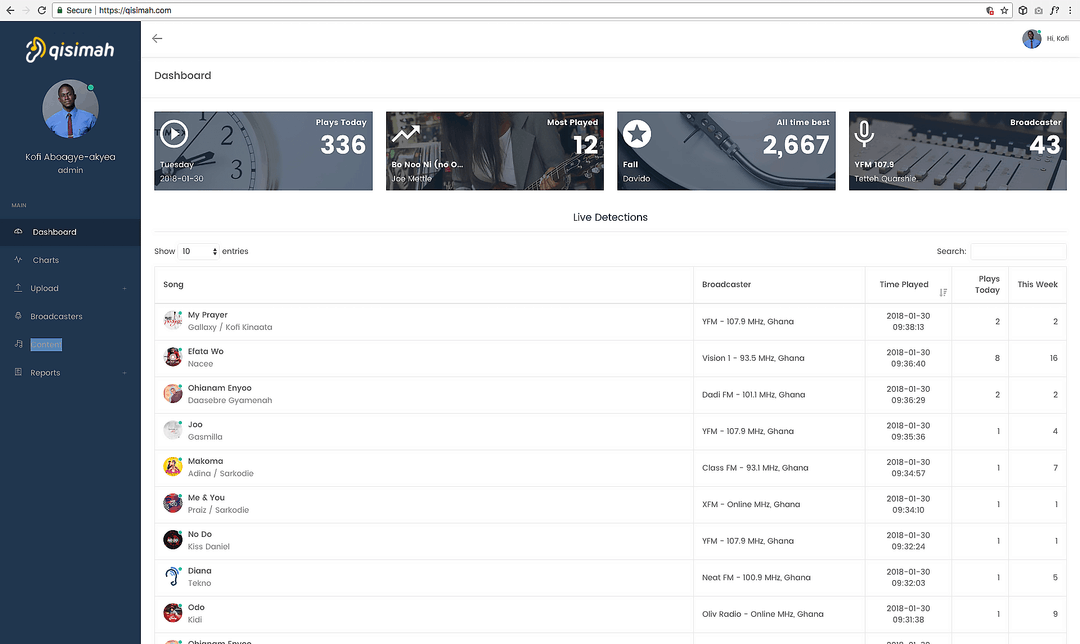 Secure | https://qisimah.com
qisimah
Hi, Kofi
Kofi Aboagye-akyea
admin
MAIN
Dashboard
Charts
Upload
Broadcasters
Content
Reports
Dashboard
Plays Today
336
Tuesday
2018-01-30
Most Played
12
Bo Noo Ni (no O...
Joe Mettle
All time best
2,667
Fall
Davido
Broadcaster
43
YFM 107.9
Tetteh Quarshie.
Live Detections
Show 10 entries
Search:
Song Broadcaster Time Played Plays Today This Week
My Prayer
Gallaxy / Kofi Kinaata
YFM - 107.9 MHz, Ghana
2018-01-30
09:38:13
2 2
Efata Wo
Nacee
Vision 1 - 93.5 MHz, Ghana
2018-01-30
09:36:40
8 16
Ohianam Enyoo
Daasebre Gyamenah
Dadi FM - 101.1 MHz, Ghana
2018-01-30
09:36:29
2 2
Joo
Gasmilla
YFM - 107.9 MHz, Ghana
2018-01-30
09:35:36
1 4
Makoma
Adina / Sarkodie
Class FM - 93.1 MHz, Ghana
2018-01-30
09:34:57
1 7
Me & You
Praiz / Sarkodie
XFM - Online MHz, Ghana
2018-01-30
09:34:10
1 1
No Do
Kiss Daniel
YFM - 107.9 MHz, Ghana
2018-01-30
09:32:24
1 1
Diana
Tekno
Neat FM - 100.9 MHz, Ghana
2018-01-30
09:32:03
1 5
Odo
Kidi
Oliv Radio - Online MHz, Ghana
2018-01-30
09:31:38
1 9
Ohianam Enyoo